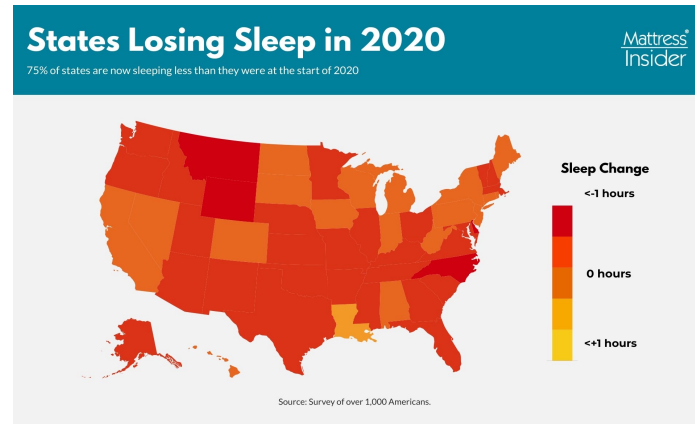 States Losing Sleep in 2020
75% of states are now sleeping less than they were at the start of 2020
Mattress®
Insider
Sleep Change
<-1 hours
0 hours
<+1 hours
Source: Survey of over 1,000 Americans.